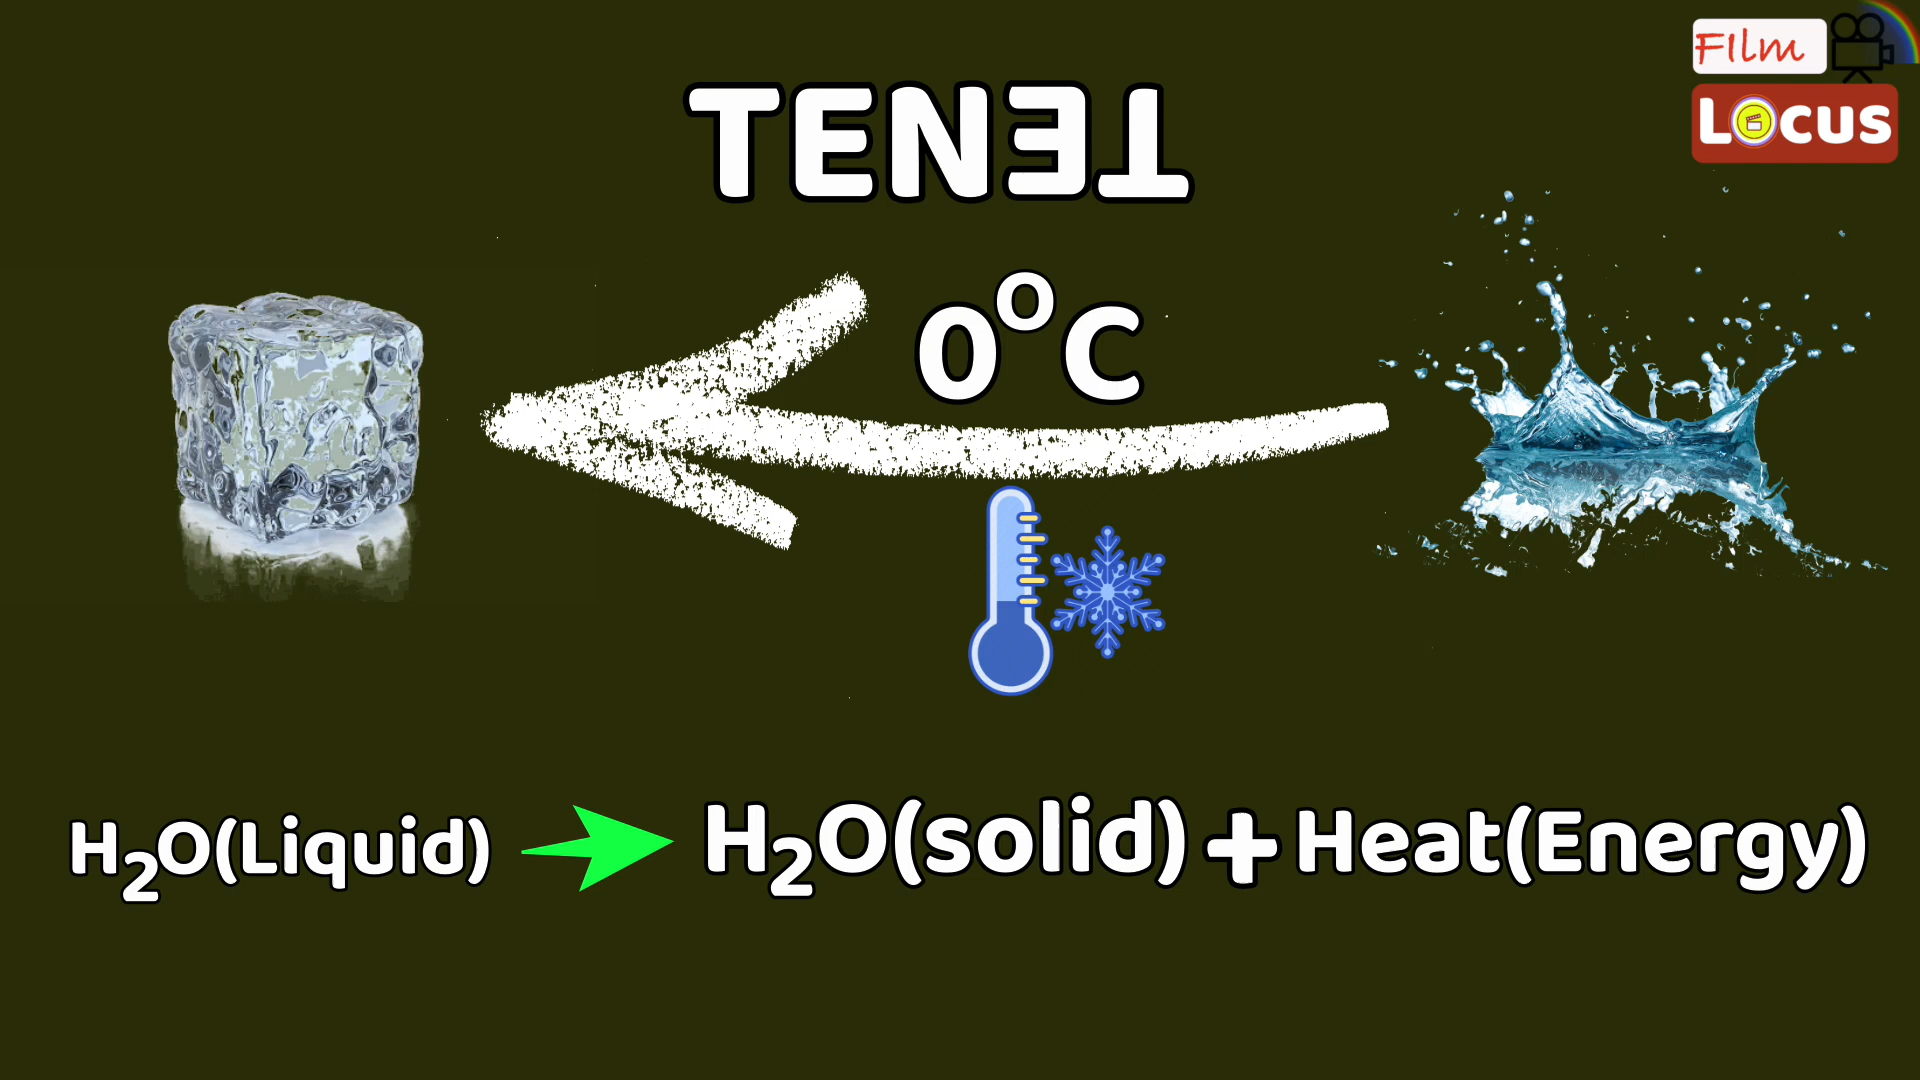 FILm
LOcus
TENET
0°C
H₂O(Liquid) H₂O(solid) + Heat(Energy)